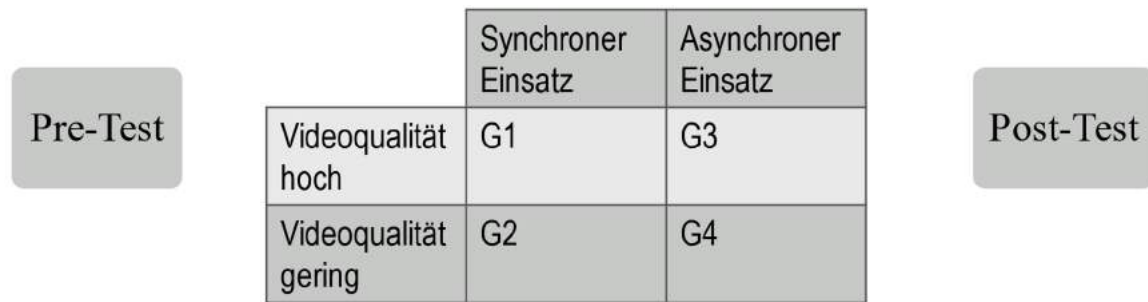 Pre-Test
Synchroner Asynchroner
Einsatz Einsatz
Videoqualität G1 G3
hoch
Videoqualität G2 G4
gering
Post-Test